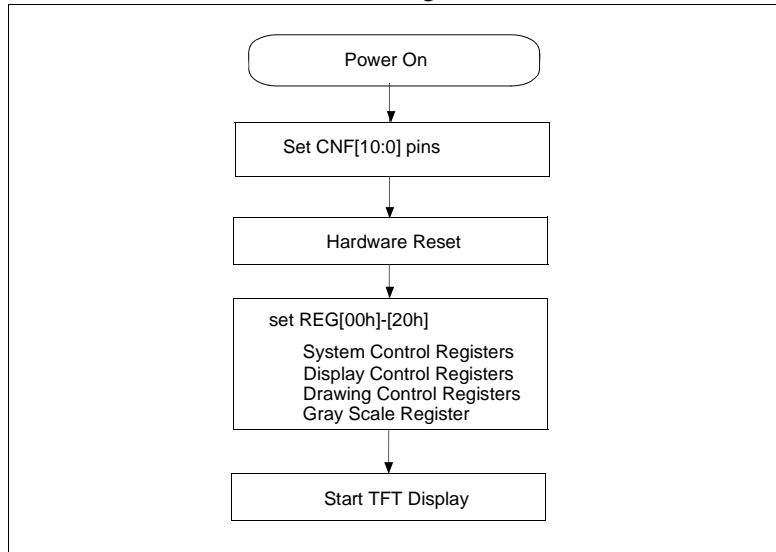 Power On
Set CNF[10:0] pins
Hardware Reset
set REG[00h]-[20h]
System Control Registers
Display Control Registers
Drawing Control Registers
Gray Scale Register
Start TFT Display